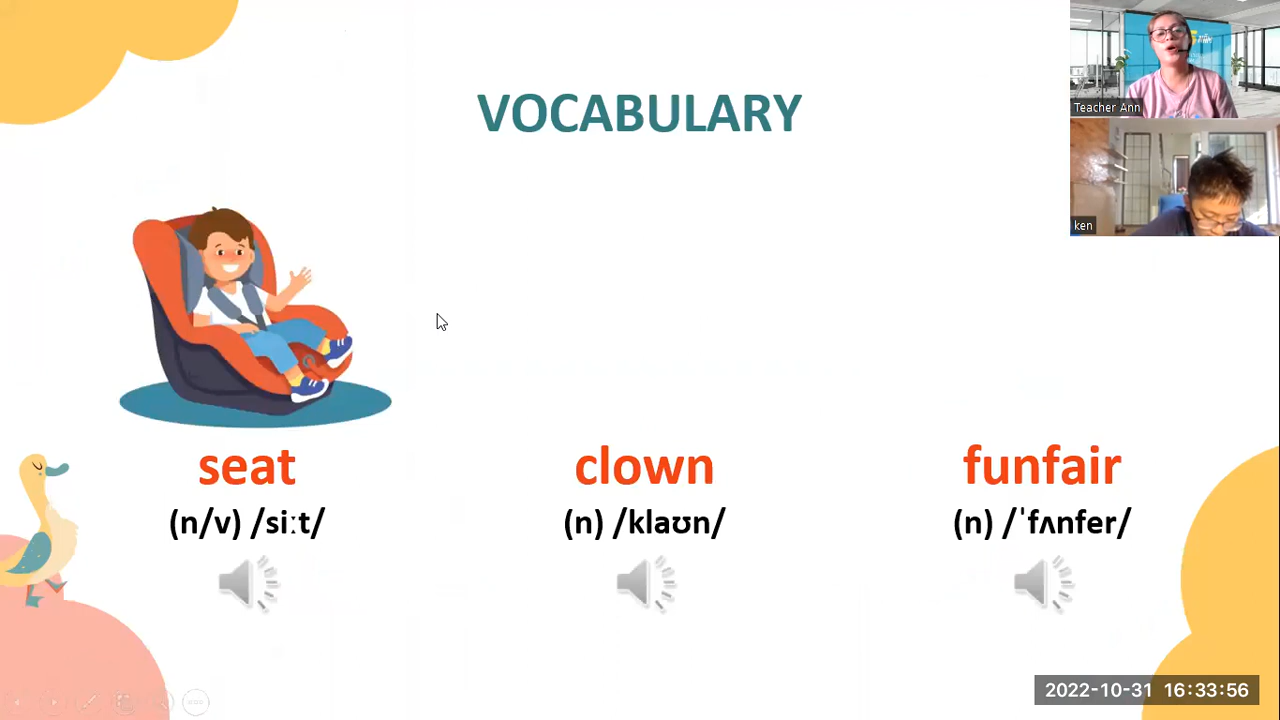 VOCABULARY
Teacher Ann
ken
seat
clown
funfair
(n/v) /siːt/
(n) /klaʊn/
(n) /ˈfʌnfer/
2022-10-31 16:33:56